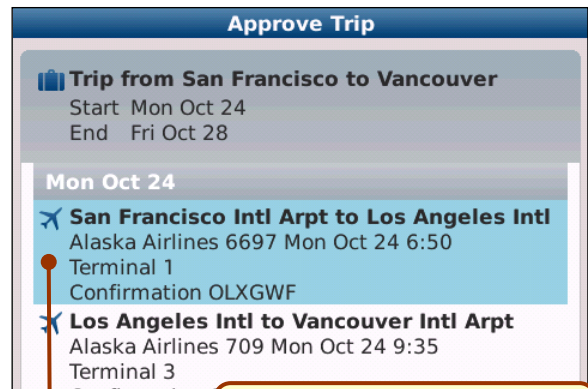 Approve Trip
Trip from San Francisco to Vancouver
Start Mon Oct 24
End Fri Oct 28
Mon Oct 24
San Francisco Intl Arpt to Los Angeles Intl
Alaska Airlines 6697 Mon Oct 24 6:50
Terminal 1
Confirmation OLXGWF
Los Angeles Intl to Vancouver Intl Arpt
Alaska Airlines 709 Mon Oct 24 9:35
Terminal 3